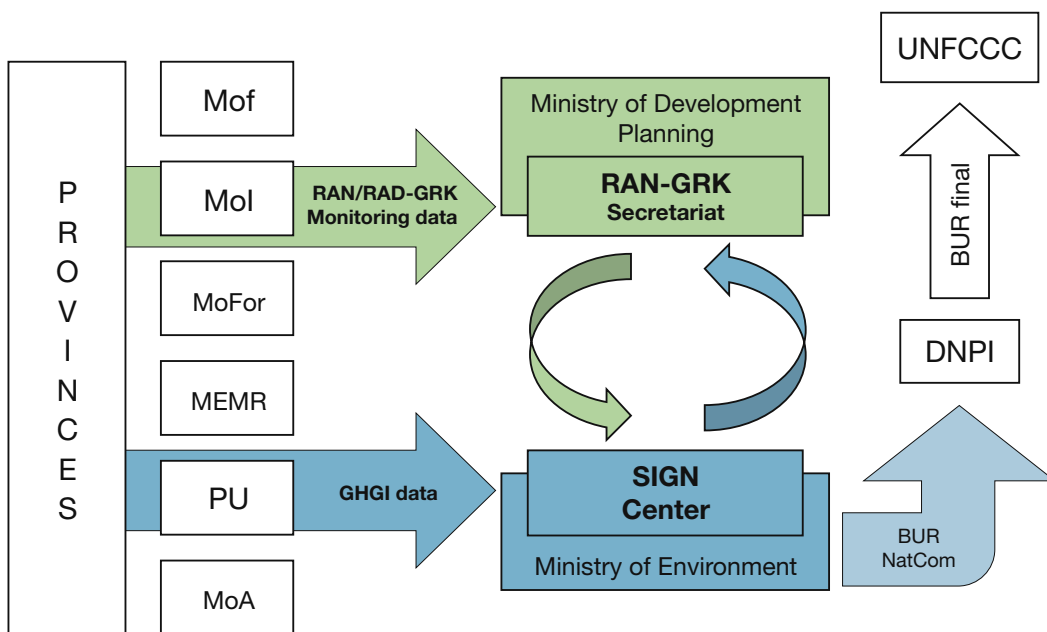 PROVINCES
Mof
MoI
MoFor
MEMR
PU
MoA
RAN/RAD-GRK
Monitoring data
GHGI data
Ministry of Development
Planning
RAN-GRK
Secretariat
SIGN
Center
Ministry of Environment
BUR
NatCom
DNPI
BUR final
UNFCCC